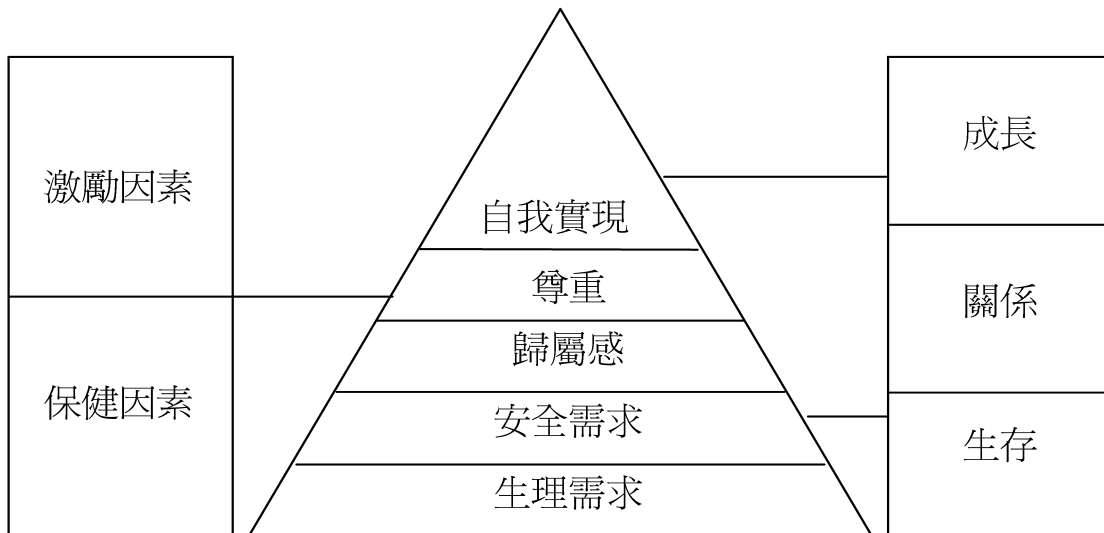 激勵因素
保健因素
自我實現
尊重
歸屬感
安全需求
生理需求
成長
關係
生存